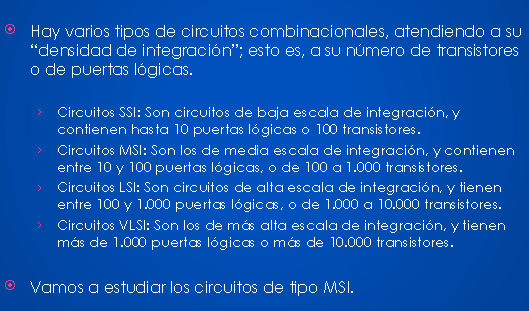 Hay varios tipos de circuitos combinacionales, atendiendo a su
“densidad de integración”; esto es, a su número de transistores
o de puertas lógicas.
Circuitos SSI: Son circuitos de baja escala de integración, y
contienen hasta 10 puertas lógicas o 100 transistores.
Circuitos MSI: Son los de media escala de integración, y contienen
entre 10 y 100 puertas lógicas, o de 100 a 1.000 transistores.
Circuitos LSI: Son circuitos de alta escala de integración, y tienen
entre 100 y 1.000 puertas lógicas, o de 1.000 a 10.000 transistores.
Circuitos VLSI: Son los de más alta escala de integración, y tienen
más de 1.000 puertas lógicas o más de 10.000 transistores.
Vamos a estudiar los circuitos de tipo MSI.